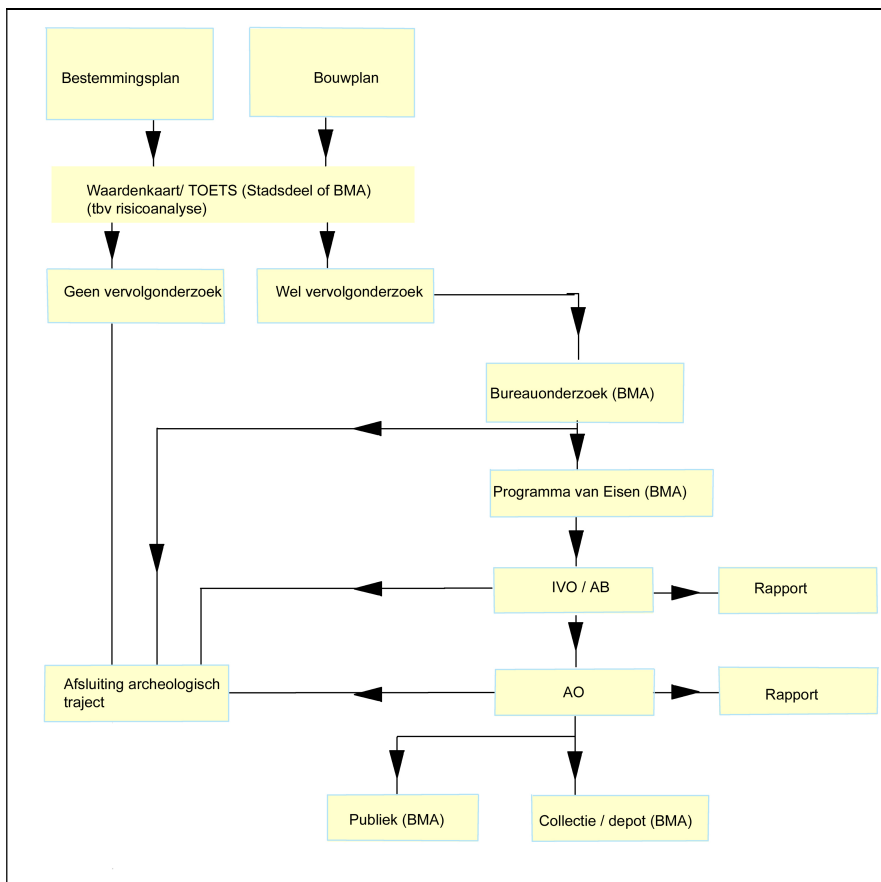 Bestemmingsplan
Bouwplan
Waardenkaart/ TOETS (Stadsdeel of BMA)
(tbv risicoanalyse)
Geen vervolgonderzoek
Wel vervolgonderzoek
Bureauonderzoek (BMA)
Programma van Eisen (BMA)
IVO / AB
Rapport
Afsluiting archeologisch
traject
AO
Rapport
Publiek (BMA)
Collectie / depot (BMA)